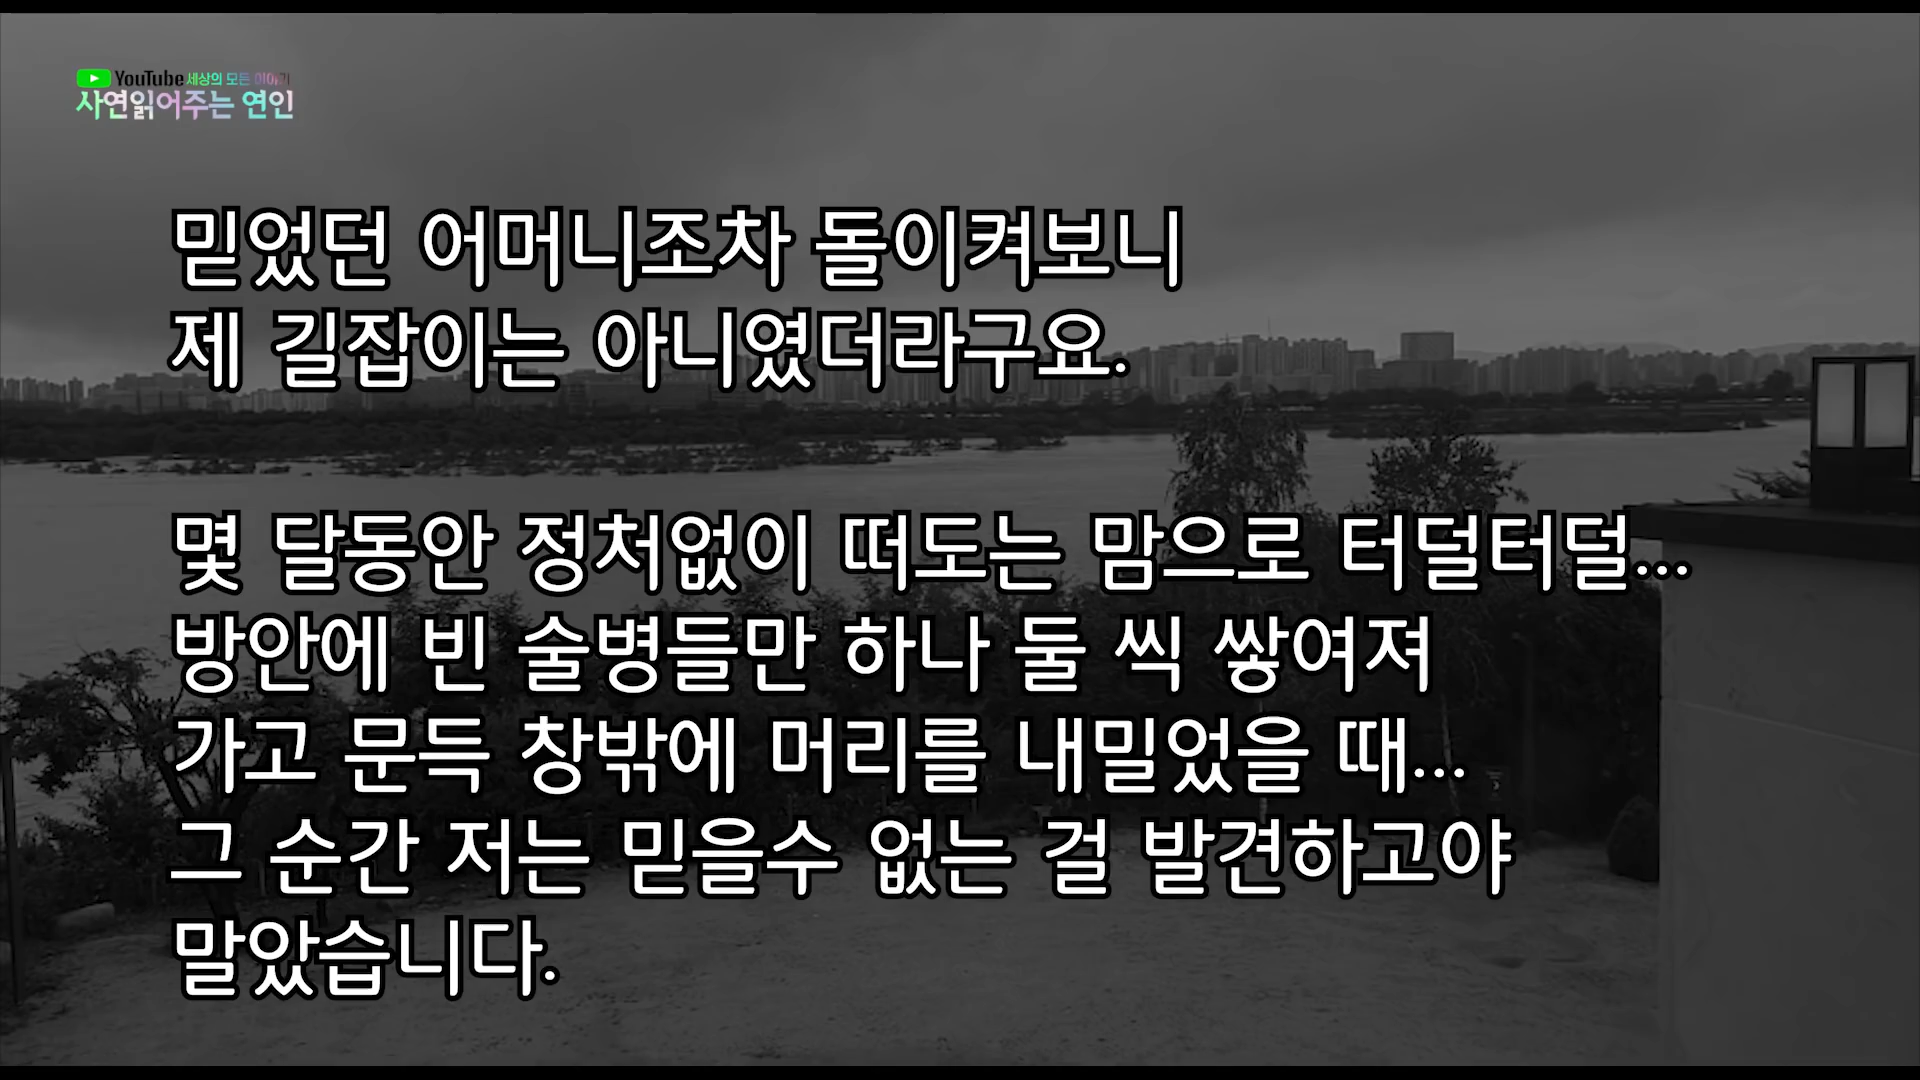 YouTube 세상의 모든 이야기
사연읽어주는 연인
믿었던 어머니조차 돌이켜보니
제 길잡이는 아니였더라구요.
몇 달동안 정처없이 떠도는 맘으로 터덜터덜...
방안에 빈 술병들만 하나 둘 씩 쌓여져
가고 문득 창밖에 머리를 내밀었을 때...
그 순간 저는 믿을수 없는 걸 발견하고야
말았습니다.